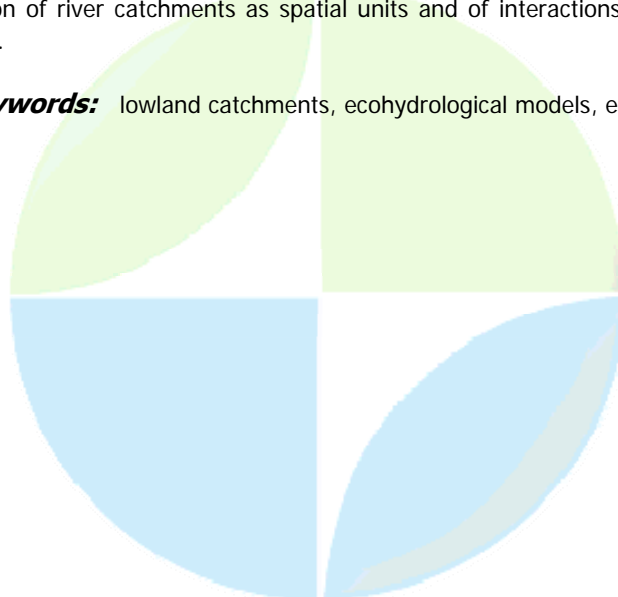 on of river catchments as spatial units and of interactions
.
ywords: lowland catchments, ecohydrological models, e